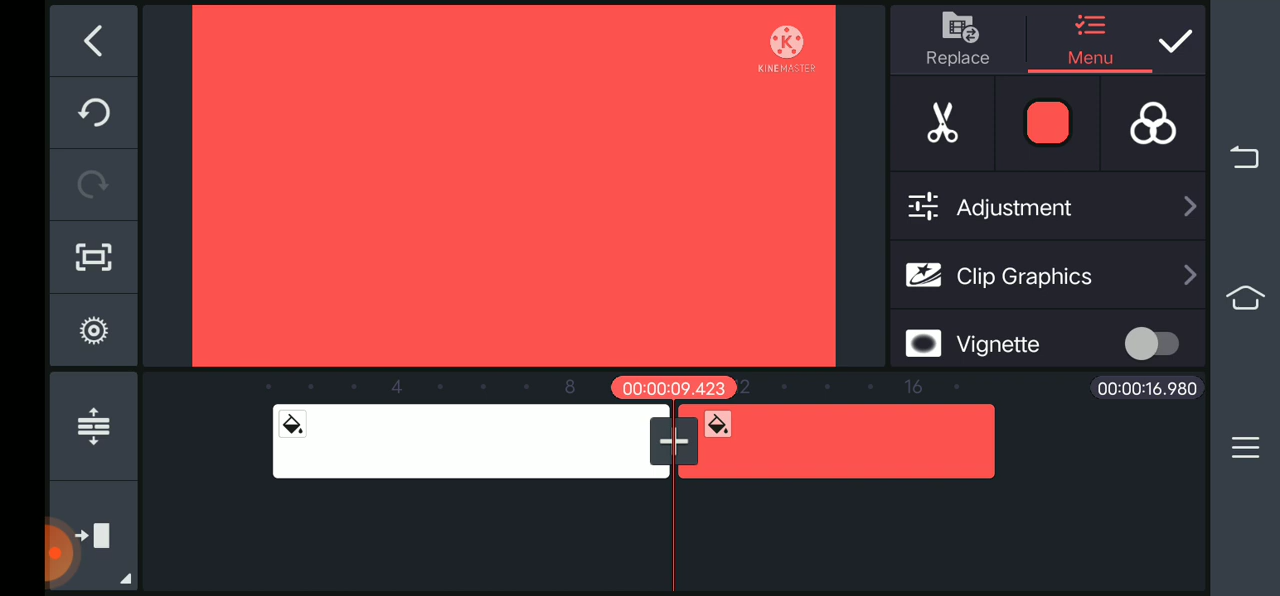 K
KINEMASTER
Replace
Menu
Adjustment
Clip Graphics
Vignette
4
8
00:00:09.423
2
16
00:00:16.980